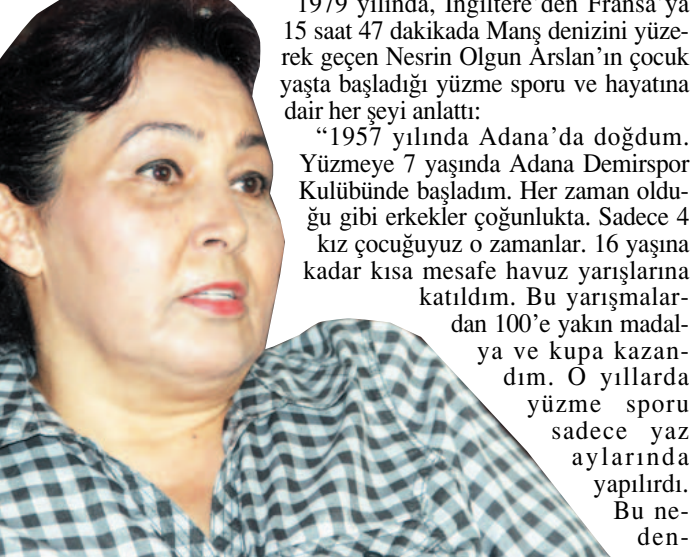 1979 yılında, İngiltere'den Fransa'ya
15 saat 47 dakikada Manş denizini yüze-
rek geçen Nesrin Olgun Arslan'ın çocuk
yaşta başladığı yüzme sporu ve hayatına
dair her şeyi anlattı:
“1957 yılında Adana'da doğdum.
Yüzmeye 7 yaşında Adana Demirspor
Kulübünde başladım. Her zaman oldu-
ğu gibi erkekler çoğunlukta. Sadece 4
kız çocuğuyuz o zamanlar. 16 yaşına
kadar kısa mesafe havuz yarışlarına
katıldım. Bu yarışmalar-
dan 100'e yakın madal-
ya ve kupa kazan-
dım. O yıllarda
yüzme sporu
sadece yaz
aylarında
yapılırdı.
Bu ne-
den-